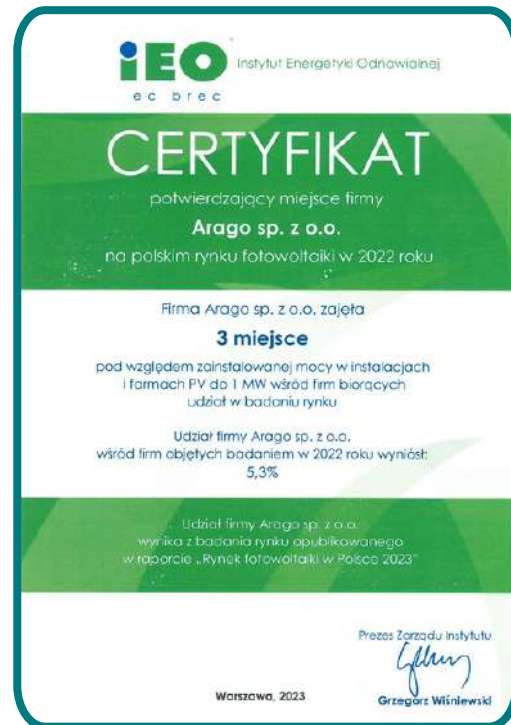 iEO Instytut Energetyki Odnawialnej
ec brec
CERTYFIKAT
potwierdzający miejsce firmy
Arago sp. z o.o.
na polskim rynku fotowoltaiki w 2022 roku
Firma Arago sp. z o.o. zajęła
3 miejsce
pod względem zainstalowanej mocy w instalacjach
i farmach PV do 1 MW wśród firm biorących
udział w badaniu rynku
Udział firmy Arago sp. z o.o.
wśród firm objętych badaniem w 2022 roku wyniósł:
5,3%
Udział firmy Arago sp. z o.o.
wynika z badania rynku opublikowanego
w raporcie „Rynek fotowoltaiki w Polsce 2023”
Prezes Zarządu Instytutu
Warszawa, 2023
Grzegorz Wiśniewski